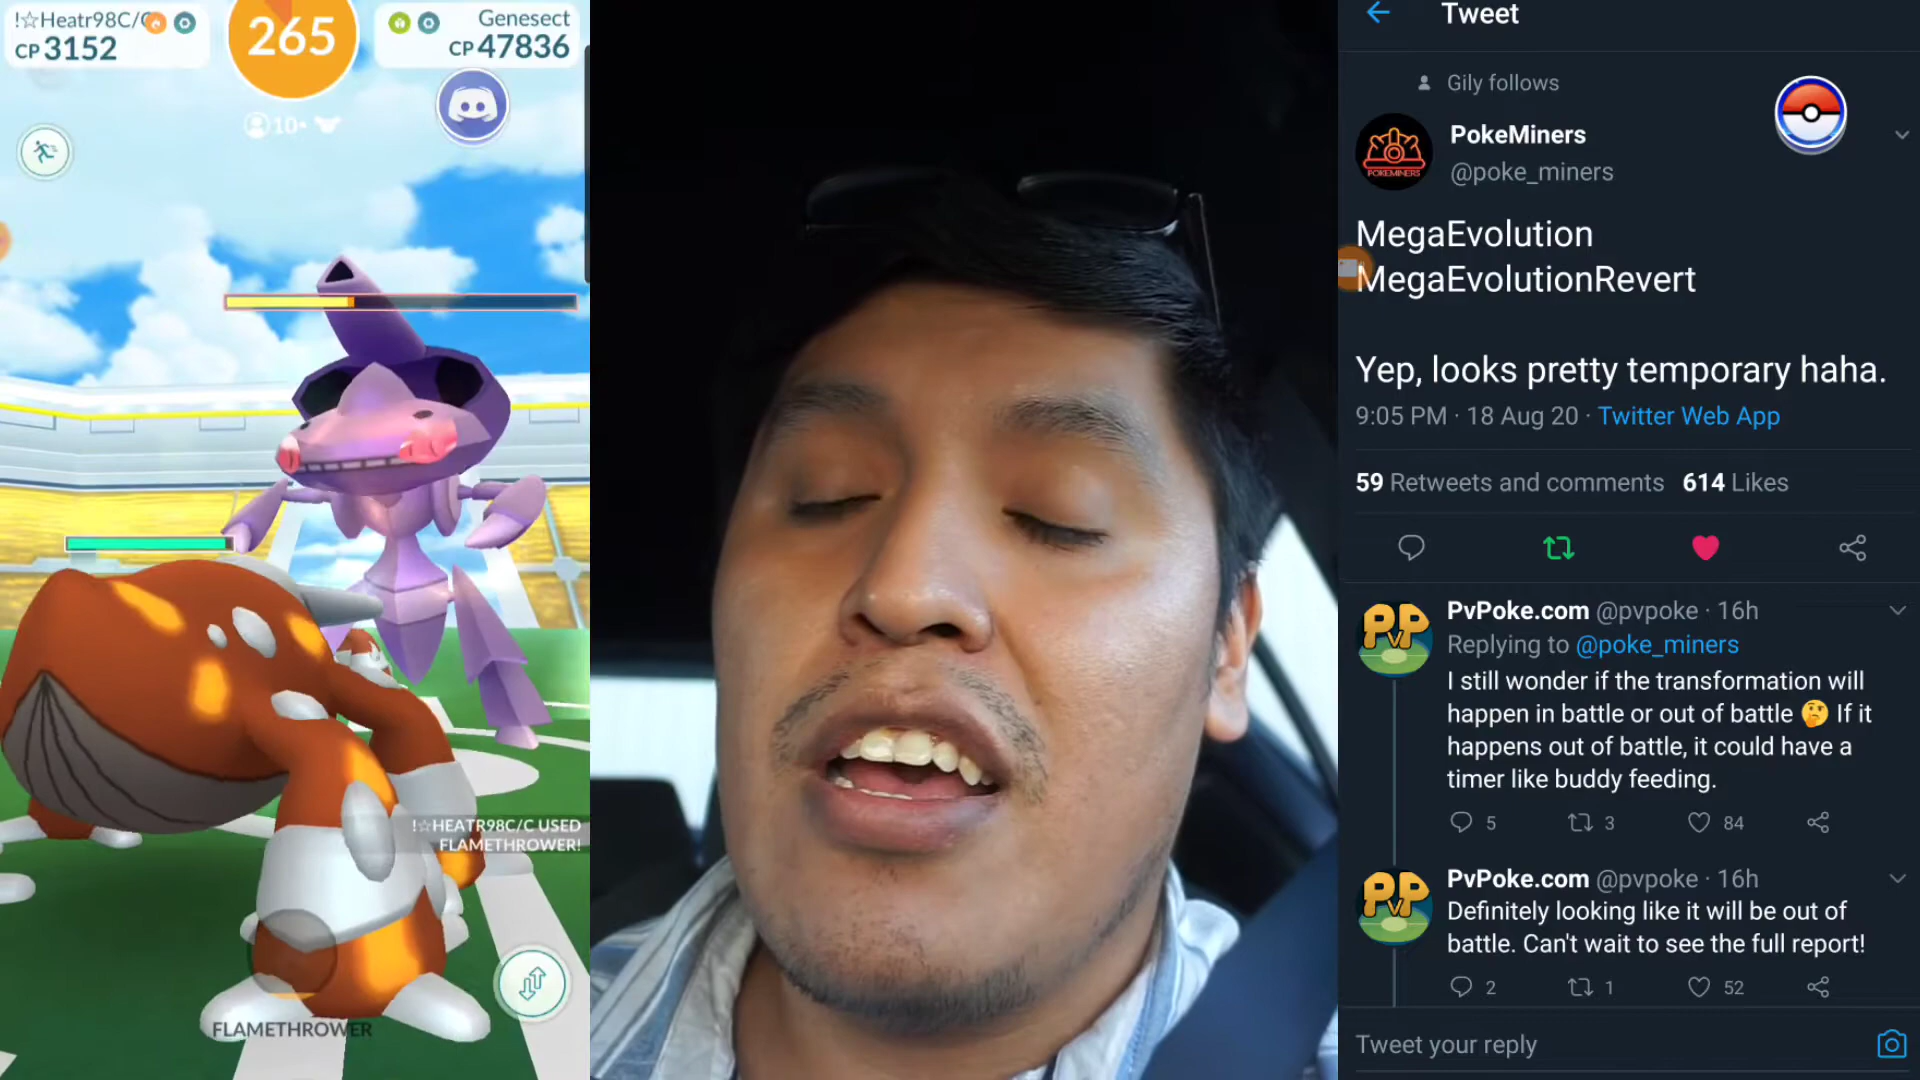 !☆Heatr98C/C
CP3152
265
10+
Genesect
CP47836
!☆HEATR98C/C USED
FLAMETHROWER!
FLAMETHROWER
Tweet
Gily follows
PokeMiners
@poke_miners
POKEMINERS
MegaEvolution
MegaEvolutionRevert
Yep, looks pretty temporary haha.
9:05 PM · 18 Aug 20 · Twitter Web App
59 Retweets and comments 614 Likes
PvP
PvPoke.com @pvpoke · 16h
Replying to @poke_miners
I still wonder if the transformation will
happen in battle or out of battle 🤔 If it
happens out of battle, it could have a
timer like buddy feeding.
5 3 84
PvP
PvPoke.com @pvpoke · 16h
Definitely looking like it will be out of
battle. Can't wait to see the full report!
2 1 52
Tweet your reply